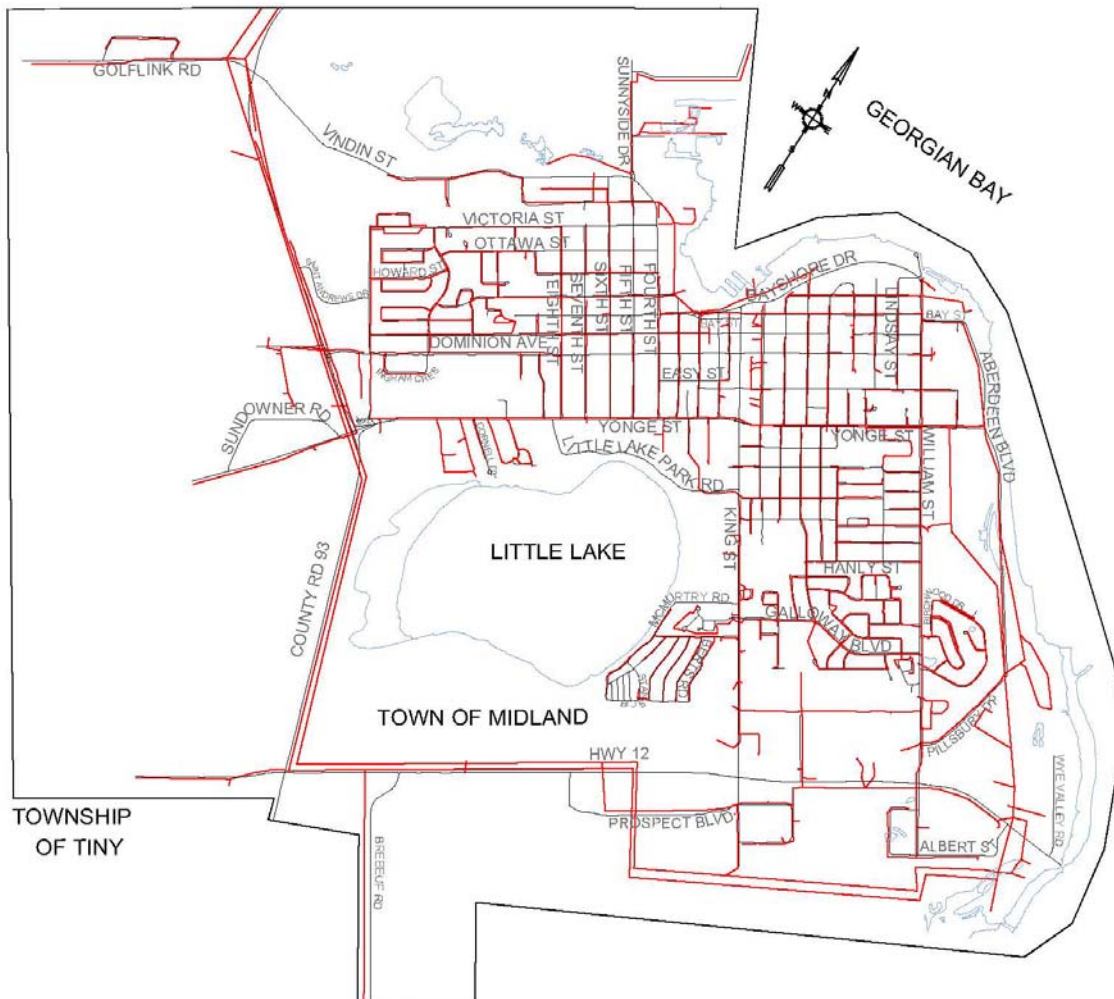 GOLFLINK RD
SUNNYSIDE DR
VINDIN ST
GEORGIAN BAY
N
W
VICTORIA ST
OTTAWA ST
HOWARD ST
SAINT ANDREWS DR
EIGHTH ST
SEVENTH ST
SIXTH ST
FIFTH ST
FOURTH ST
BAYSHORE DR
LINDSAY ST
BAY ST
BAY S
DOMINION AVE
INGRAM CRES
EASY ST
ABERDEEN BLVD
SUNDOWNER RD
YONGE ST
YONGE ST
LITTLE LAKE PARK RD
WILLIAM ST
KING ST
LITTLE LAKE
HANLY ST
COUNTY RD 93
MCMURTRY RD
GALLOWAY BLVD
TOWN OF MIDLAND
PILLSBURY DR
HWY 12
WYE VALLEY RD
TOWNSHIP
OF TINY
PROSPECT BLVD
ALBERT S
BREBEUF RD